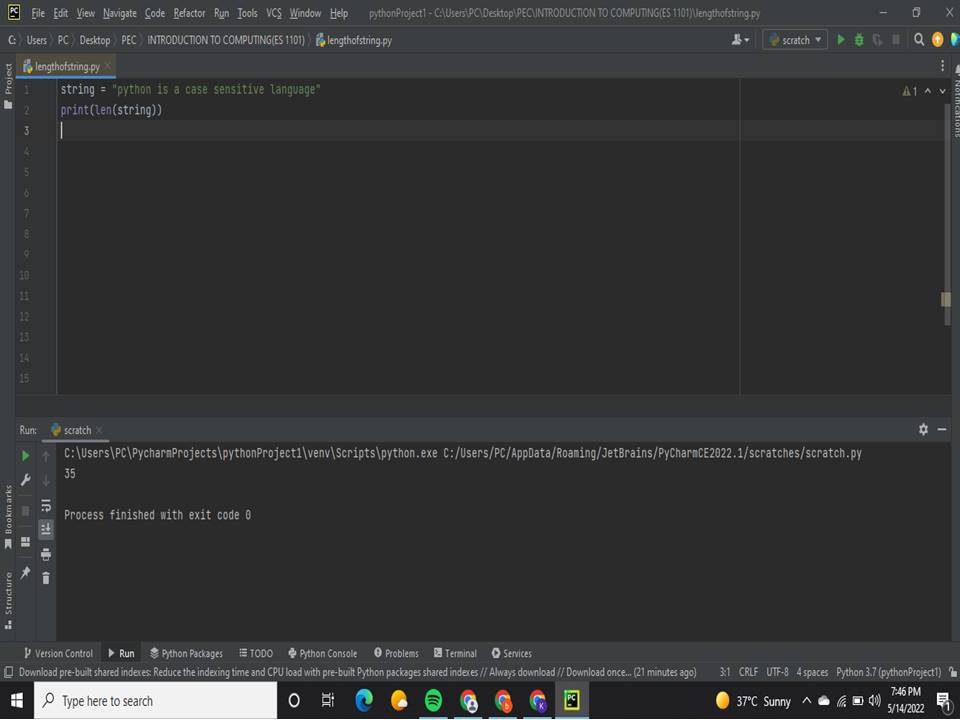 PC File Edit View Navigate Code Refactor Run Tools VCS Window Help pythonProject1 - C:\Users\PC\Desktop\PEC\INTRODUCTION TO COMPUTING(ES 1101)\lengthofstring.py
C: Users PC Desktop PEC INTRODUCTION TO COMPUTING(ES 1101) lengthofstring.py scratch
Project
lengthofstring.py
Notifications
1 string = "python is a case sensitive language" 1
2 print(len(string))
3
4
5
6
7
8
9
10
11
12
13
14
15
Run: scratch
C:\Users\PC\PycharmProjects\pythonProject1\venv\Scripts\python.exe C:/Users/PC/AppData/Roaming/JetBrains/PyCharmCE2022.1/scratches/scratch.py
35
Process finished with exit code 0
Bookmarks
Structure
Version Control Run Python Packages TODO Python Console Problems Terminal Services
Download pre-built shared indexes: Reduce the indexing time and CPU load with pre-built Python packages shared indexes // Always download // Download once... (21 minutes ago) 3:1 CRLF UTF-8 4 spaces Python 3.7 (pythonProject1)
Type here to search 37°C Sunny 7:46 PM
5/14/2022 1